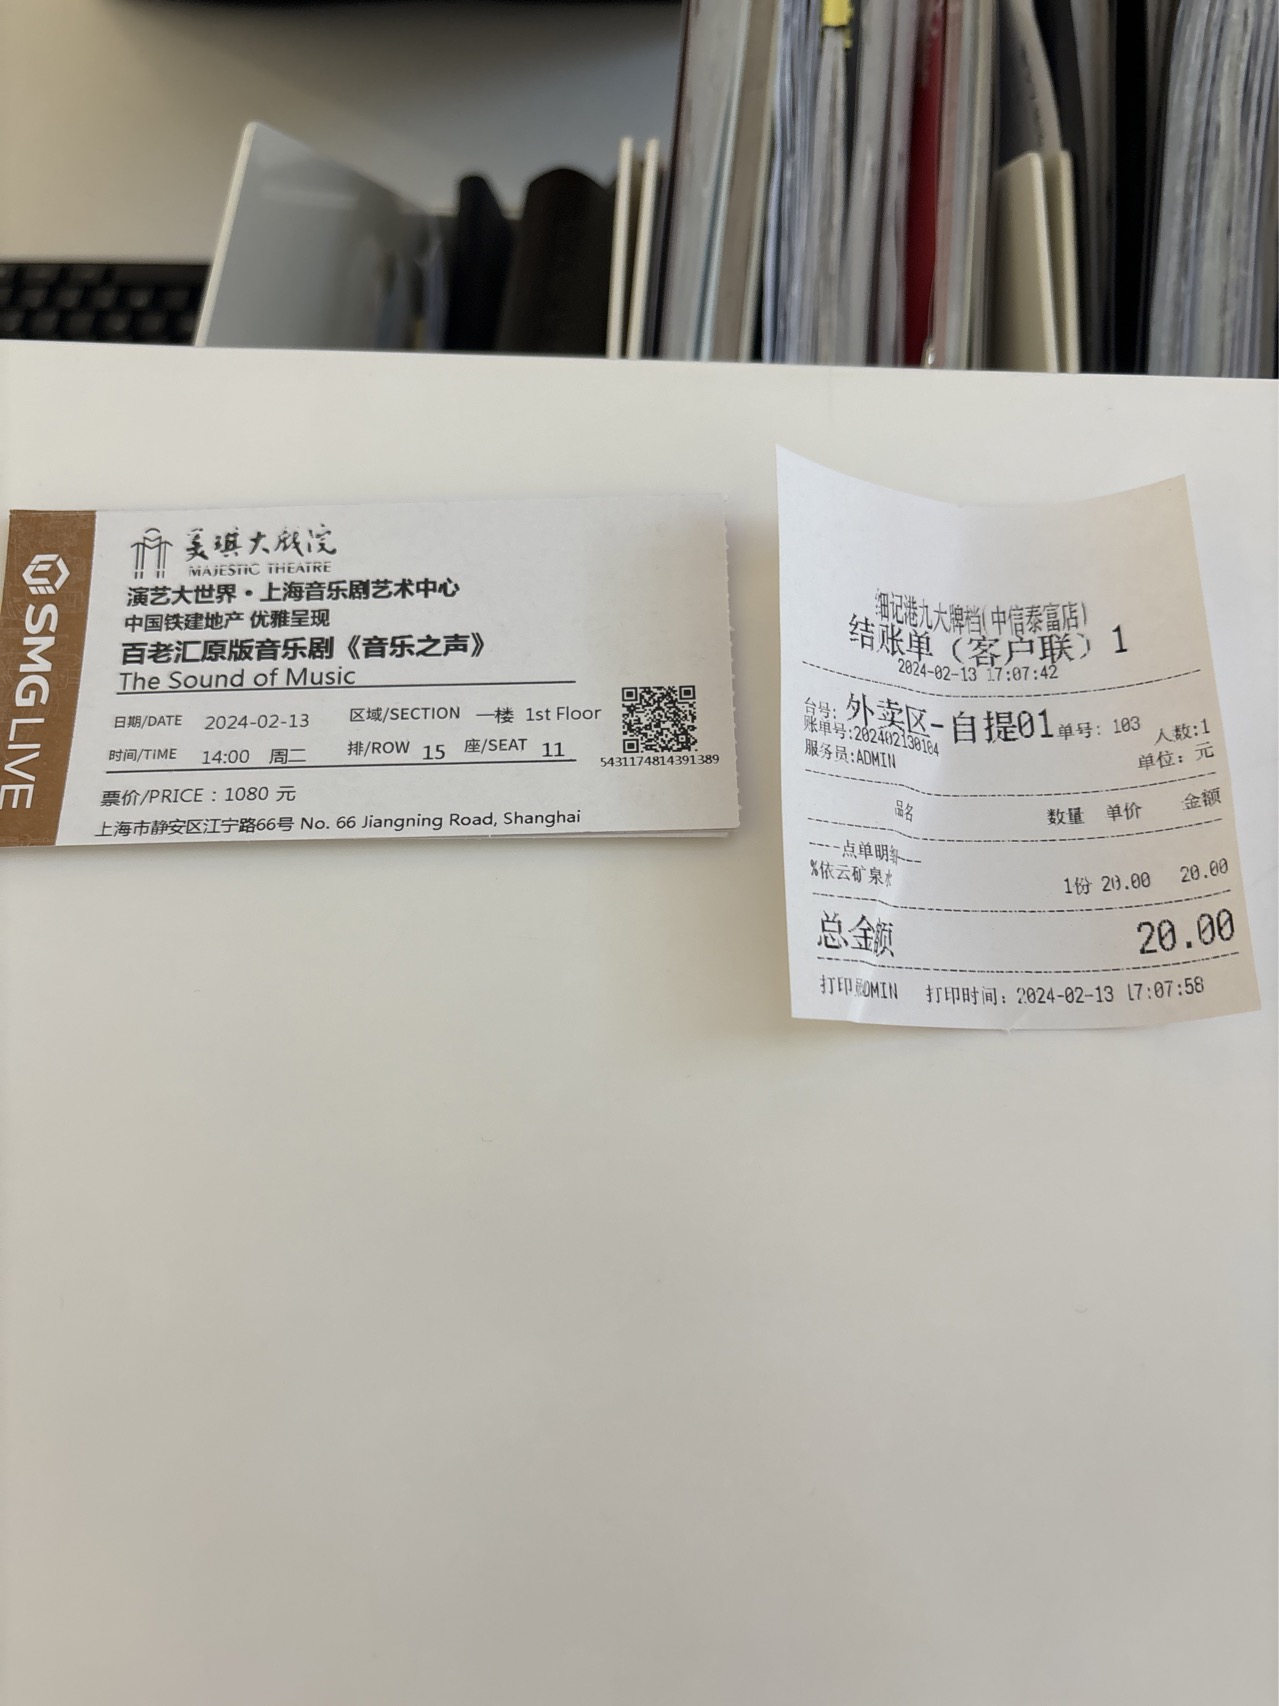 SMG LIVE
美琪大戏院
MAJESTIC THEATRE
演艺大世界·上海音乐剧艺术中心
中国铁建地产 优雅呈现
百老汇原版音乐剧《音乐之声》
The Sound of Music
日期/DATE 2024-02-13 区域/SECTION 一楼 1st Floor
时间/TIME 14:00 周二 排/ROW 15 座/SEAT 11
5431174814391389
票价/PRICE：1080 元
上海市静安区江宁路66号 No. 66 Jiangning Road, Shanghai
细记港九大牌档(中信泰富店)
结账单（客户联）1
2024-02-13 17:07:42
台号: 外卖区-自提01 单号: 103 人数:1
账单号:202402130104 单位: 元
服务员:ADMIN
品名 数量 单价 金额
----点单明细---
%依云矿泉水 1份 20.00 20.00
总金额 20.00
打印员 DMIN 打印时间: 2024-02-13 17:07:58